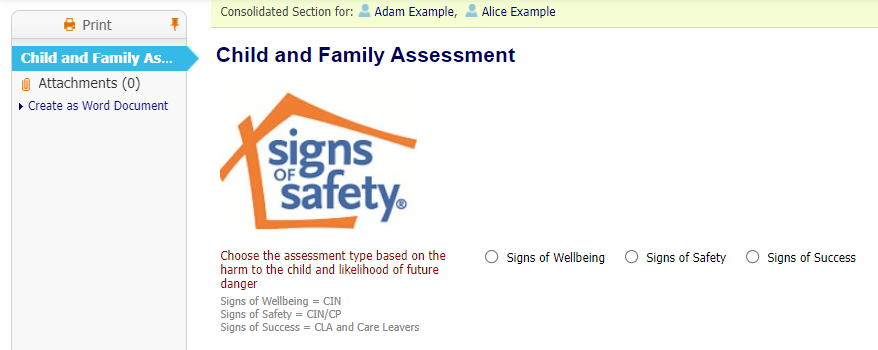 Print
Child and Family As...
Attachments (0)
Create as Word Document
Consolidated Section for: Adam Example, Alice Example
Child and Family Assessment
signs
OF
safety®
Choose the assessment type based on the
harm to the child and likelihood of future
danger
Signs of Wellbeing = CIN
Signs of Safety = CIN/CP
Signs of Success = CLA and Care Leavers
Signs of Wellbeing Signs of Safety Signs of Success